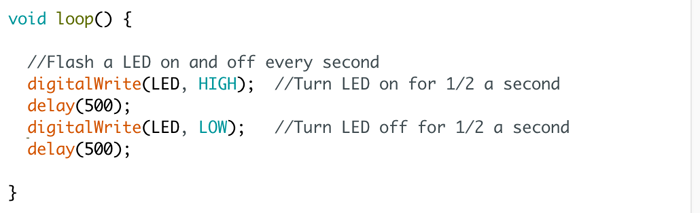 void loop() {
//Flash a LED on and off every second
digitalWrite(LED, HIGH);  //Turn LED on for 1/2 a second
delay(500);
digitalWrite(LED, LOW);   //Turn LED off for 1/2 a second
delay(500);
}